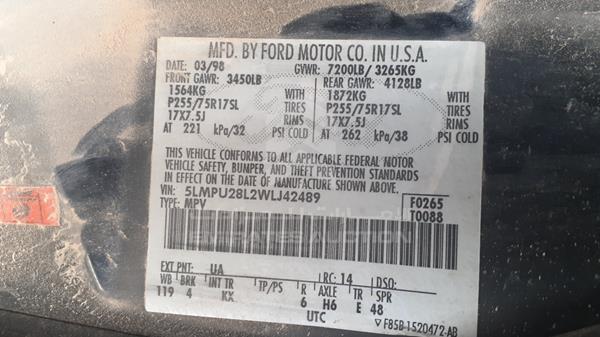 MFD. BY FORD MOTOR CO. IN U.S.A.
DATE: 03/98 GVWR: 7200LB/ 3265KG
FRONT GAWR: 3450LB REAR GAWR: 4128LB
1564KG WITH 1872KG WITH
P255/75R17SL TIRES P255/75R17SL TIRES
17X7.5J RIMS 17X7.5J RIMS
AT 221 kPa/32 PSI COLD AT 262 kPa/38 PSI COLD
THIS VEHICLE CONFORMS TO ALL APPLICABLE FEDERAL MOTOR
VEHICLE SAFETY, BUMPER, AND THEFT PREVENTION STANDARDS
IN EFFECT ON THE DATE OF MANUFACTURE SHOWN ABOVE.
VIN: 5LMPU28L2WLJ42489 F0265
TYPE: MPV T0088
EXT PNT: UA RC: 14 DSO:
WB BRK INT TR TP/PS R AXLE TR SPR
119 4 KX 6 H6 E 48
UTC ▽ F85B-1520472-AB